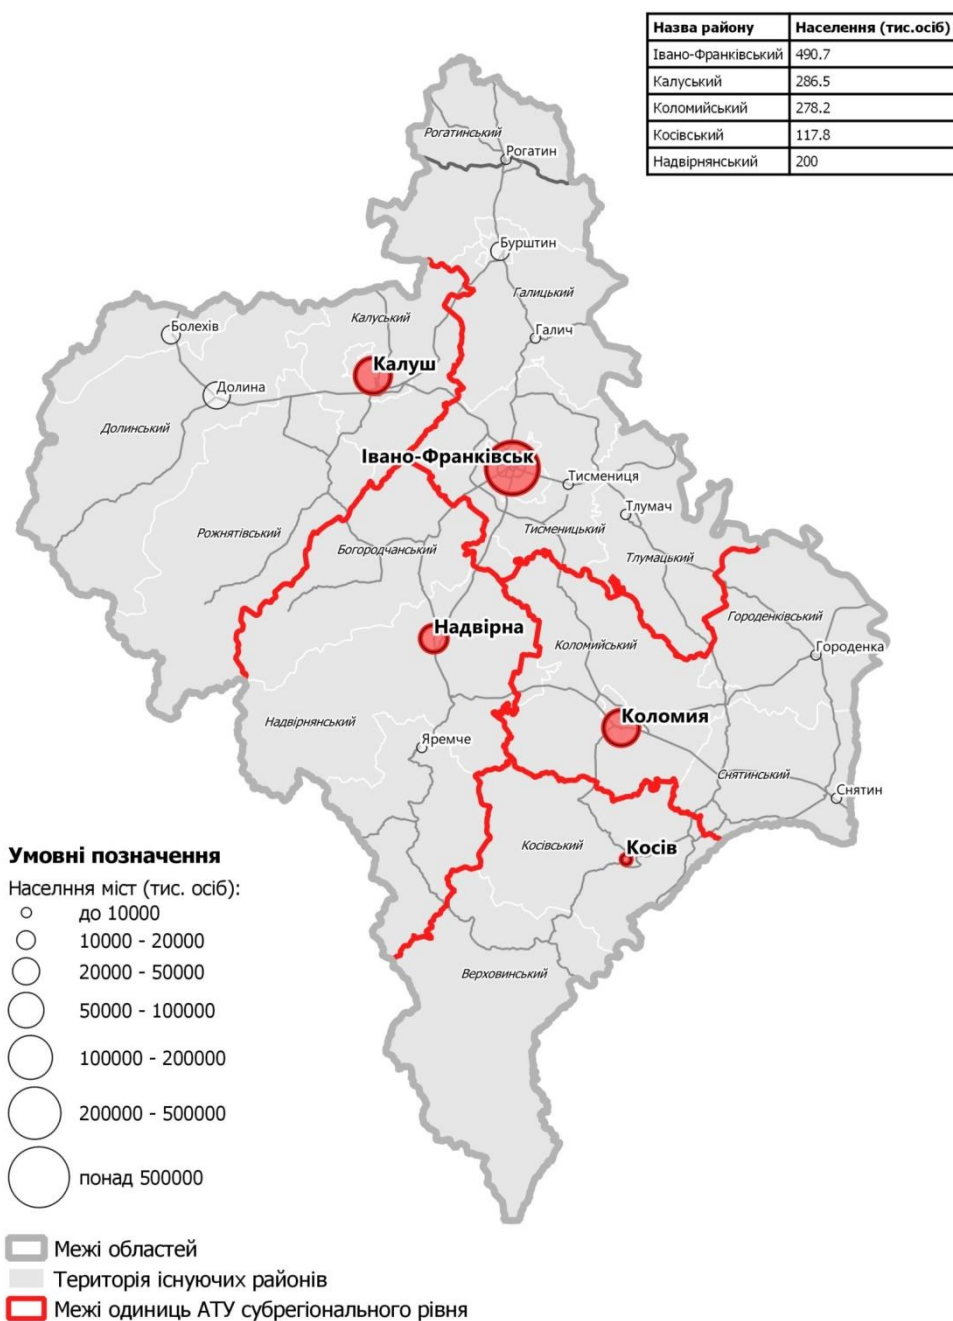 Назва району Населення (тис.осіб)
Івано-Франківський 490.7
Калуський 286.5
Коломийський 278.2
Косівський 117.8
Надвірнянський 200
Рогатинський
Рогатин
Бурштин
Галицький
Калуський
Болехів
Галич
Калуш
Долина
Долинський
Івано-Франківськ
Тисмениця
Тлумач
Рожнятівський
Тисменицький
Богородчанський
Тлумацький
Городенківський
Надвірна
Коломийський
Городенка
Надвірнянський
Коломия
Яремче
Снятинський
Снятин
Косівський
Косів
Верховинський
Умовні позначення
Населння міст (тис. осіб):
до 10000
10000 - 20000
20000 - 50000
50000 - 100000
100000 - 200000
200000 - 500000
понад 500000
Межі областей
Територія існуючих районів
Межі одиниць АТУ субрегіонального рівня